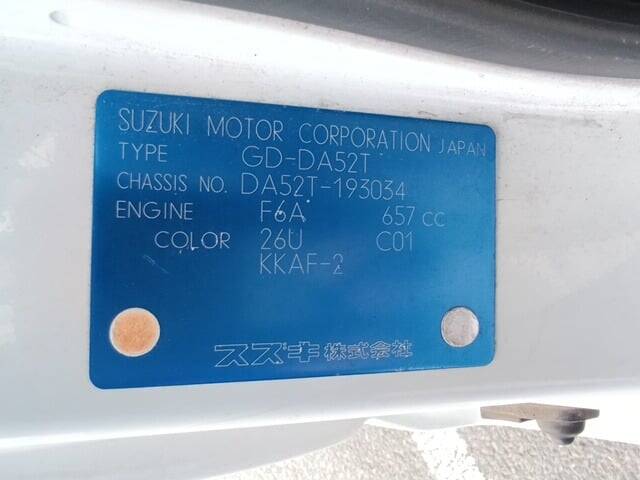 SUZUKI MOTOR CORPORATION JAPAN
TYPE GD-DA52T
CHASSIS NO. DA52T-193034
ENGINE F6A 657 CC
COLOR 26U C01
KKAF-2
スズキ株式会社